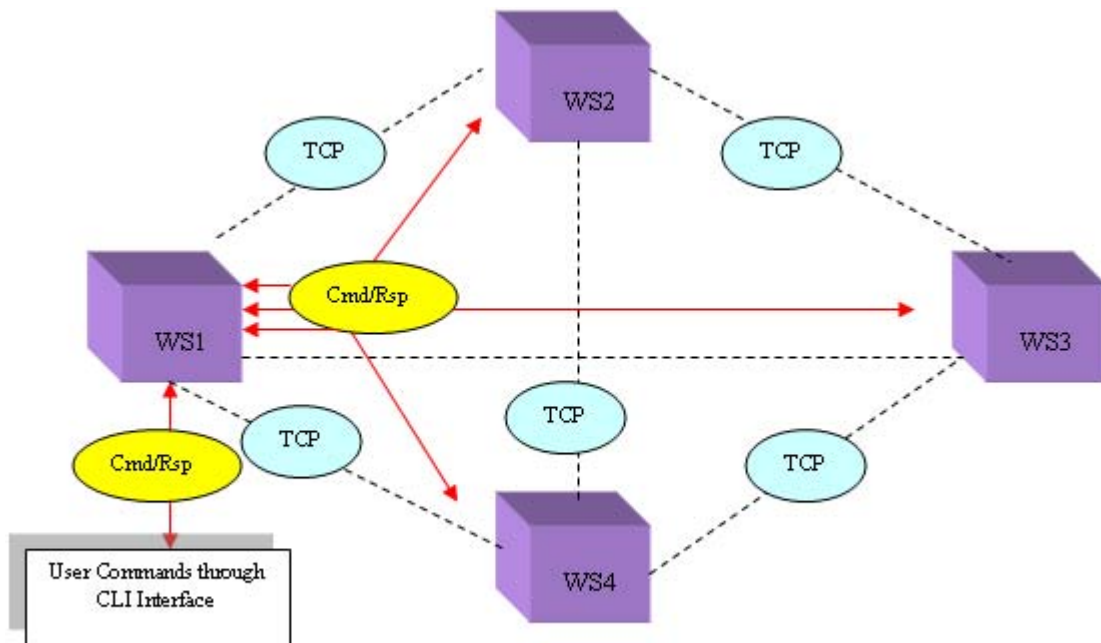 WS2
TCP
TCP
Cmd/Rsp
WS1
WS3
TCP
TCP
Cmd/Rsp
TCP
User Commands through
CLI Interface
WS4